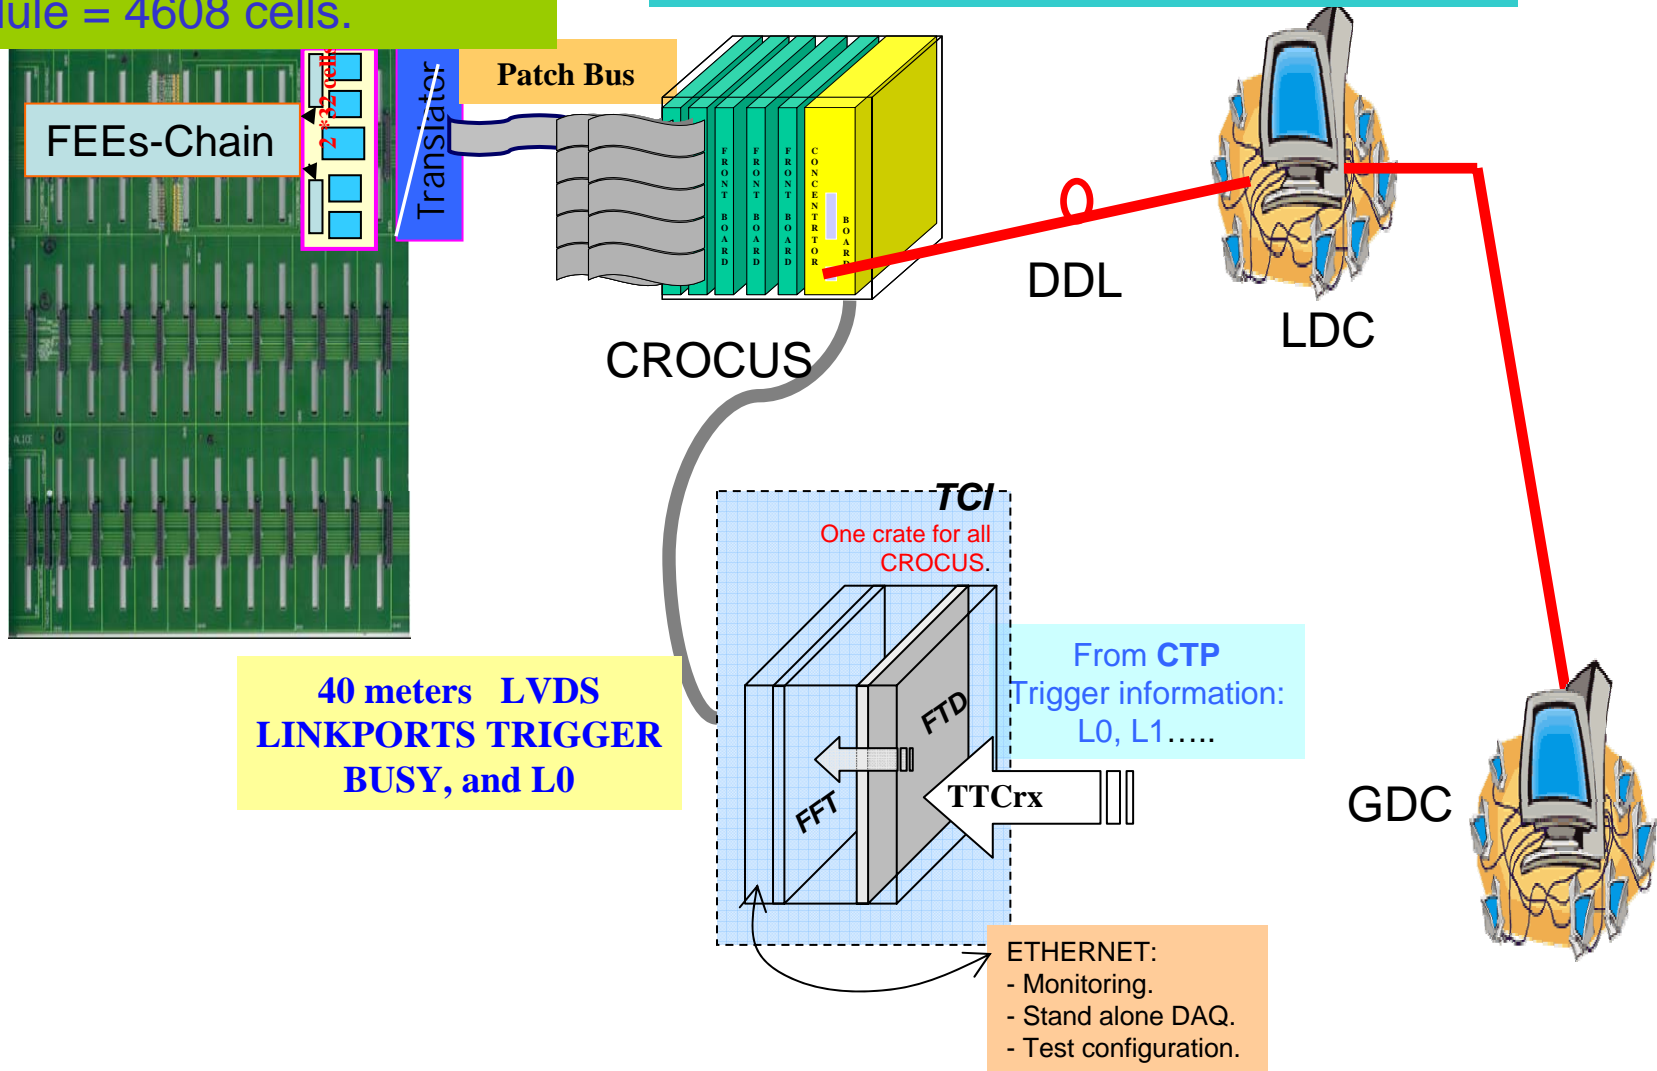 = 4608 cells.
FEEs-Chain
2 *32 cells
Translator
Patch Bus
FRONT BOARD
FRONT BOARD
FRONT BOARD
CONCENTRTOR
BOARD
CROCUS
DDL
LDC
TCI
One crate for all
CROCUS.
FTD
FFT
TTCrx
From CTP
Trigger information:
L0, L1…..
40 meters LVDS
LINKPORTS TRIGGER
BUSY, and L0
GDC
ETHERNET:
- Monitoring.
- Stand alone DAQ.
- Test configuration.